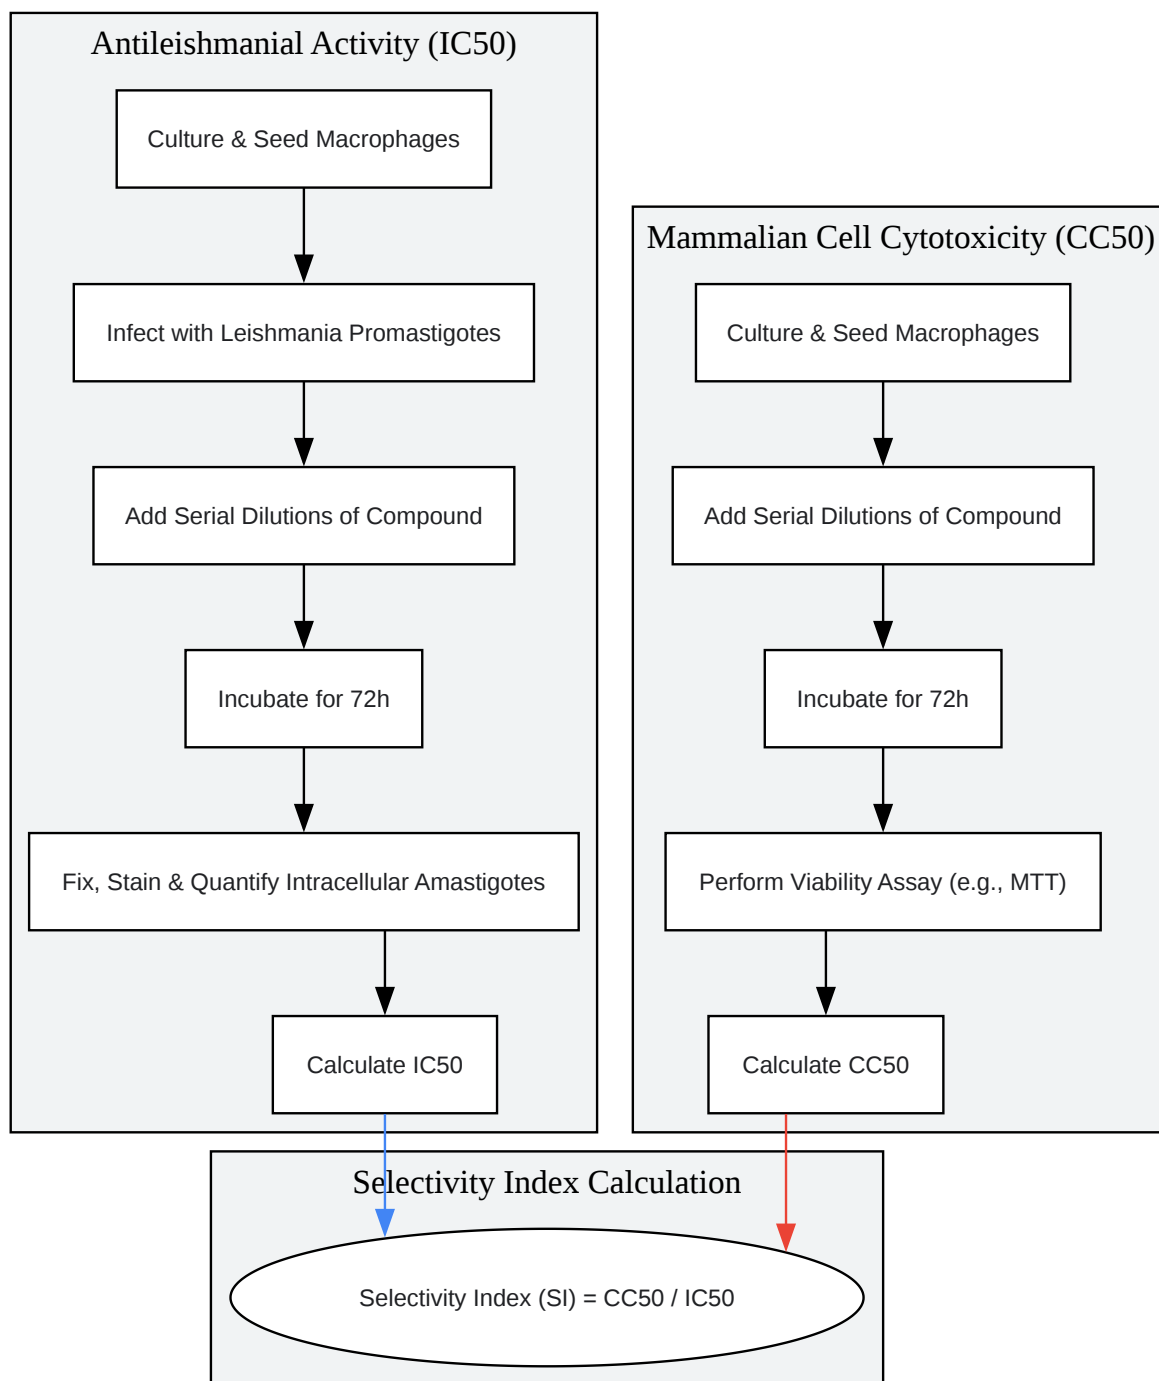 Antileishmanial Activity (IC50)
Culture & Seed Macrophages
Infect with Leishmania Promastigotes
Add Serial Dilutions of Compound
Incubate for 72h
Fix, Stain & Quantify Intracellular Amastigotes
Calculate IC50
Mammalian Cell Cytotoxicity (CC50)
Culture & Seed Macrophages
Add Serial Dilutions of Compound
Incubate for 72h
Perform Viability Assay (e.g., MTT)
Calculate CC50
Selectivity Index Calculation
Selectivity Index (SI) = CC50 / IC50